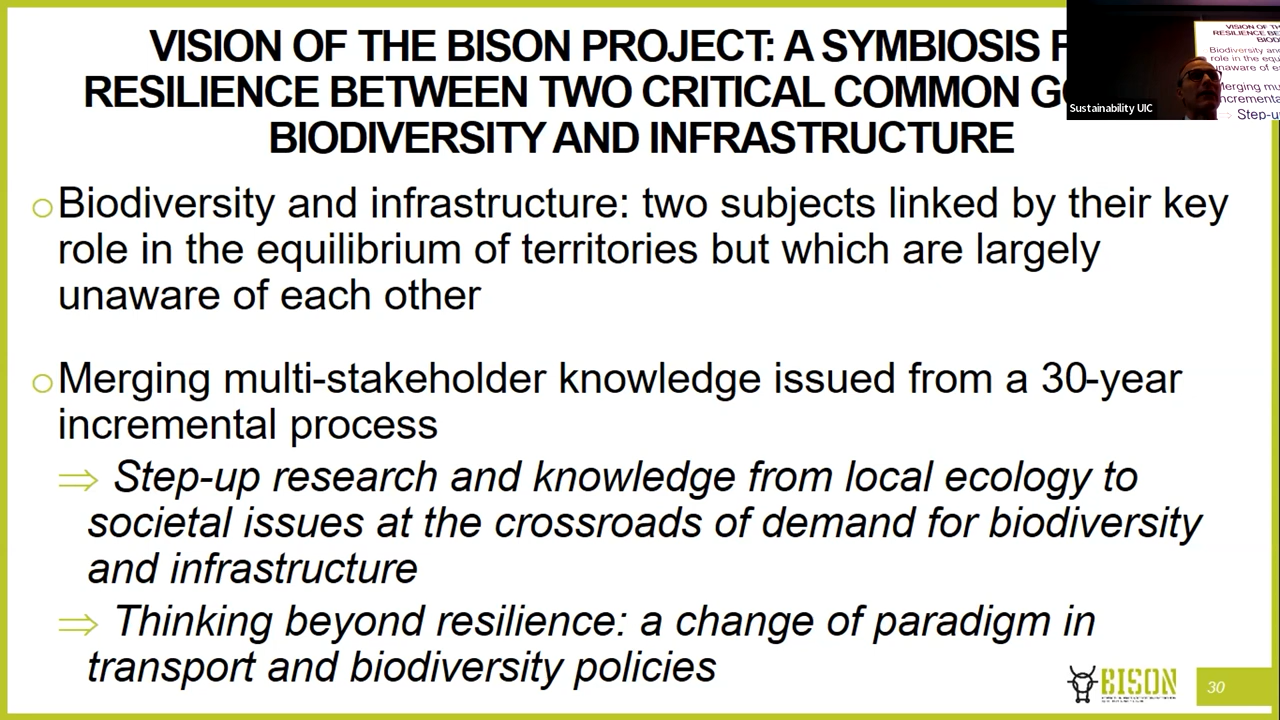 VISION OF THE BISON PROJECT: A SYMBIOSIS
RESILIENCE BETWEEN TWO CRITICAL COMMON
BIODIVERSITY AND INFRASTRUCTURE
Sustainability UIC
Biodiversity and infrastructure: two subjects linked by their key
role in the equilibrium of territories but which are largely
unaware of each other
Merging multi-stakeholder knowledge issued from a 30-year
incremental process
⇒ Step-up research and knowledge from local ecology to
societal issues at the crossroads of demand for biodiversity
and infrastructure
⇒ Thinking beyond resilience: a change of paradigm in
transport and biodiversity policies
BISON
30